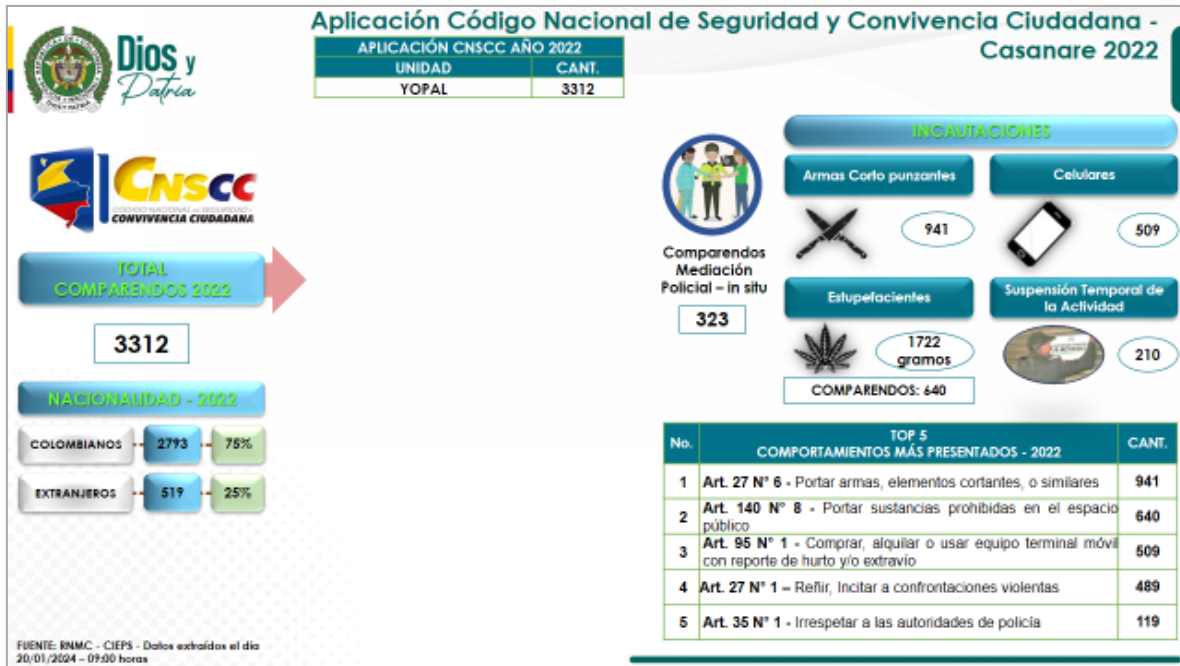 Aplicación Código Nacional de Seguridad y Convivencia Ciudadana -
Casanare 2022
Dios y
Patria
APLICACIÓN CNSCC AÑO 2022
UNIDAD CANT.
YOPAL 3312
CNSCC
CÓDIGO NACIONAL DE SEGURIDAD Y
CONVIVENCIA CIUDADANA
TOTAL
COMPARENDOS 2022
3312
NACIONALIDAD - 2022
COLOMBIANOS 2793 75%
EXTRANJEROS 519 25%
Comparendos
Mediación
Policial – in situ
323
INCAUTACIONES
Armas Corto punzantes
941
Celulares
509
Estupefacientes
1722
gramos
COMPARENDOS: 640
Suspensión Temporal de
la Actividad
210
No. TOP 5
COMPORTAMIENTOS MÁS PRESENTADOS - 2022 CANT.
1 Art. 27 N° 6 - Portar armas, elementos cortantes, o similares 941
2 Art. 140 N° 8 - Portar sustancias prohibidas en el espacio
público 640
3 Art. 95 N° 1 - Comprar, alquilar o usar equipo terminal móvil
con reporte de hurto y/o extravío 509
4 Art. 27 N° 1 – Reñir, Incitar a confrontaciones violentas 489
5 Art. 35 N° 1 - Irrespetar a las autoridades de policía 119
FUENTE: RNMC - CIEPS - Datos extraídos el día
20/01/2024 – 09:00 horas